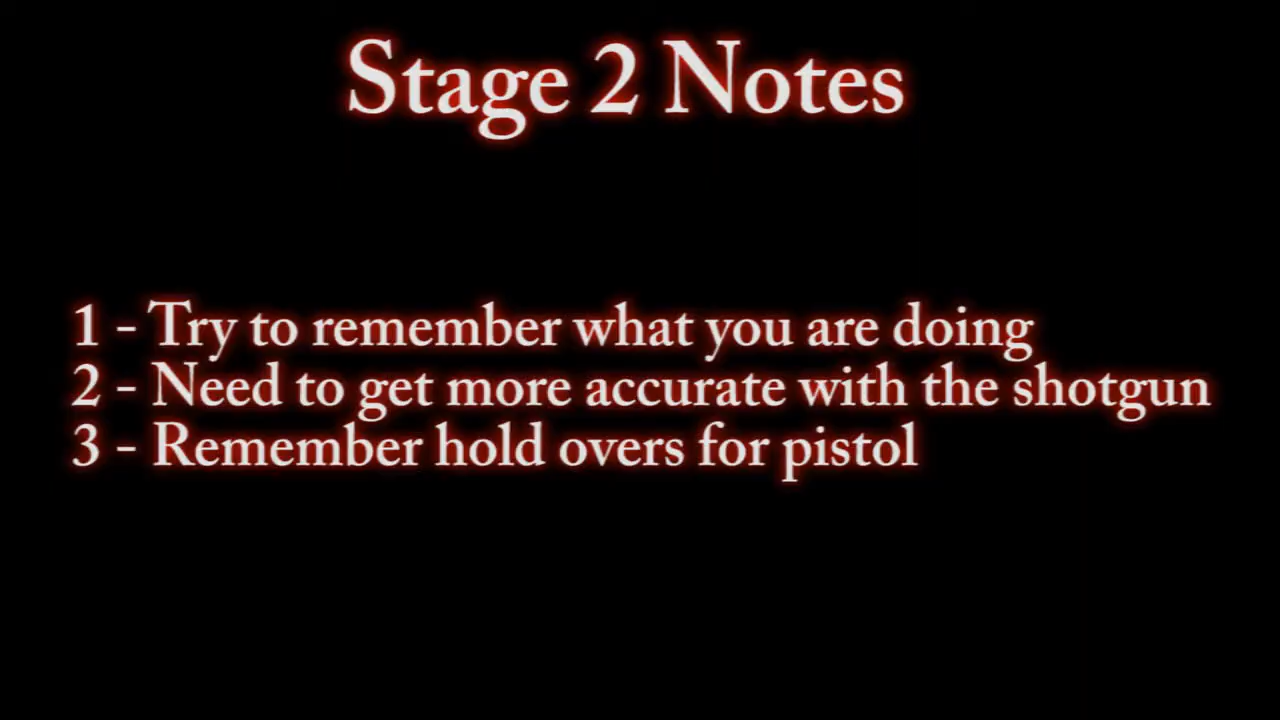 Stage 2 Notes
1 - Try to remember what you are doing
2 - Need to get more accurate with the shotgun
3 - Remember hold overs for pistol